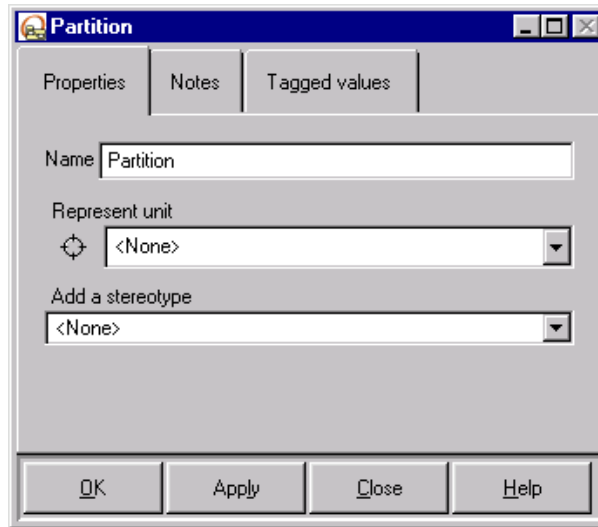 Partition
Properties Notes Tagged values
Name Partition
Represent unit
<None>
Add a stereotype
<None>
OK Apply Close Help